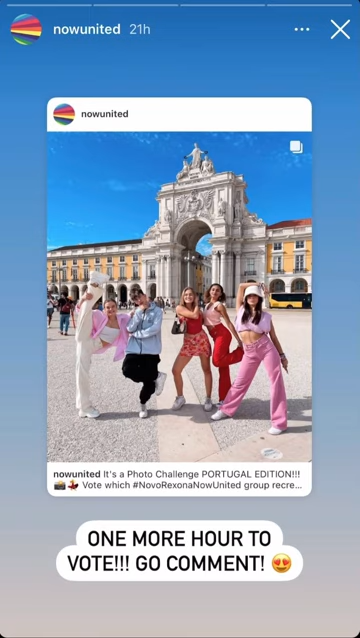 nowunited 21h
nowunited
nowunited It's a Photo Challenge PORTUGAL EDITION!!!
📸💃 Vote which #NovoRexonaNowUnited group recre...
ONE MORE HOUR TO
VOTE!!! GO COMMENT! 😍